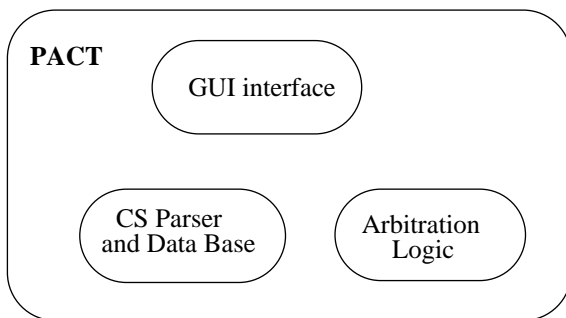 PACT
GUI interface
CS Parser
and Data Base
Arbitration
Logic